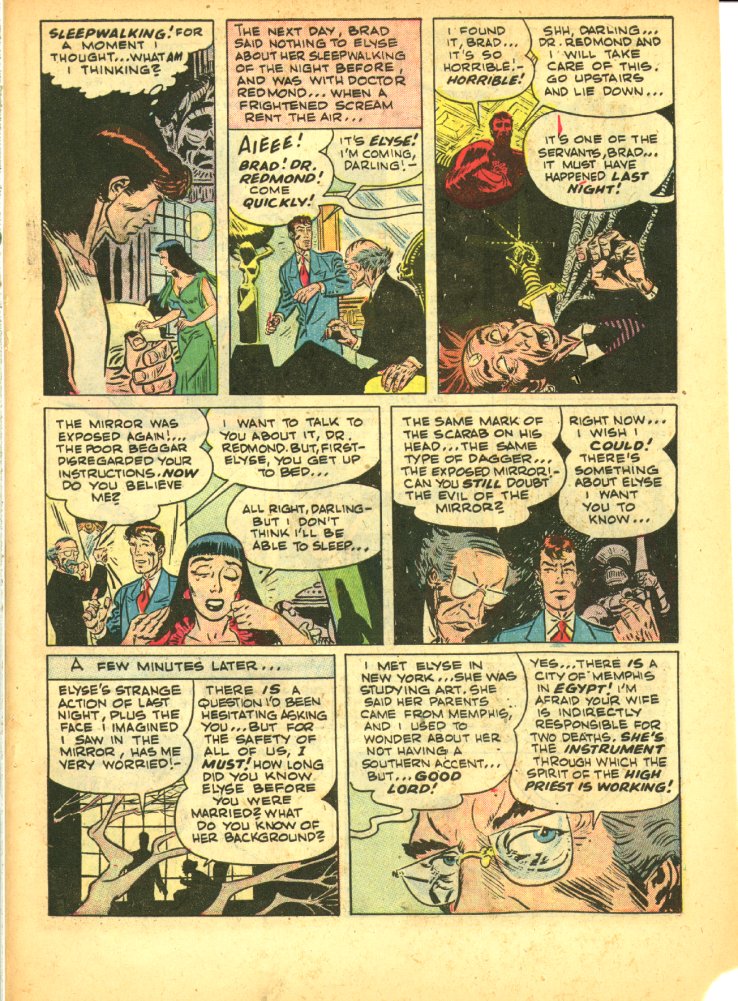 SLEEPWALKING! FOR
A MOMENT I
THOUGHT...WHAT AM
I THINKING?
THE NEXT DAY, BRAD
SAID NOTHING TO ELYSE
ABOUT HER SLEEPWALKING
OF THE NIGHT BEFORE,
AND WAS WITH DOCTOR
REDMOND... WHEN A
FRIGHTENED SCREAM
RENT THE AIR...
AIEEE!
BRAD! DR.
REDMOND!
COME
QUICKLY!
IT'S ELYSE!
I'M COMING,
DARLING!-
I FOUND
IT, BRAD...
IT'S SO
HORRIBLE!-
HORRIBLE!
SHH, DARLING...
DR. REDMOND AND
I WILL TAKE
CARE OF THIS.
GO UPSTAIRS
AND LIE DOWN...
IT'S ONE OF THE
SERVANTS, BRAD...
IT MUST HAVE
HAPPENED LAST
NIGHT!
THE MIRROR WAS
EXPOSED AGAIN!...
THE POOR BEGGAR
DISREGARDED YOUR
INSTRUCTIONS. NOW
DO YOU BELIEVE
ME?
I WANT TO TALK
TO YOU ABOUT IT, DR.
REDMOND. BUT, FIRST-
ELYSE, YOU GET UP
TO BED...
ALL RIGHT, DARLING-
BUT I DON'T
THINK I'LL BE
ABLE TO SLEEP...
THE SAME MARK OF
THE SCARAB ON HIS
HEAD... THE SAME
TYPE OF DAGGER...
THE EXPOSED MIRROR!-
CAN YOU STILL DOUBT
THE EVIL OF THE
MIRROR?
RIGHT NOW...
I WISH I
COULD!
THERE'S
SOMETHING
ABOUT ELYSE
I WANT
YOU TO
KNOW...
A FEW MINUTES LATER...
ELYSE'S STRANGE
ACTION OF LAST
NIGHT, PLUS THE
FACE I IMAGINED
I SAW IN THE
MIRROR, HAS ME
VERY WORRIED!-
THERE IS A
QUESTION I'D BEEN
HESITATING ASKING
YOU...BUT FOR
THE SAFETY OF
ALL OF US, I
MUST! HOW LONG
DID YOU KNOW
ELYSE BEFORE
YOU WERE
MARRIED? WHAT
DO YOU KNOW OF
HER BACKGROUND?
I MET ELYSE IN
NEW YORK...SHE WAS
STUDYING ART. SHE
SAID HER PARENTS
CAME FROM MEMPHIS,
AND I USED TO
WONDER ABOUT HER
NOT HAVING A
SOUTHERN ACCENT...
BUT...GOOD
LORD!
YES...THERE IS A
CITY OF MEMPHIS
IN EGYPT! I'M
AFRAID YOUR WIFE
IS INDIRECTLY
RESPONSIBLE FOR
TWO DEATHS. SHE'S
THE INSTRUMENT
THROUGH WHICH THE
SPIRIT OF THE HIGH
PRIEST IS WORKING!